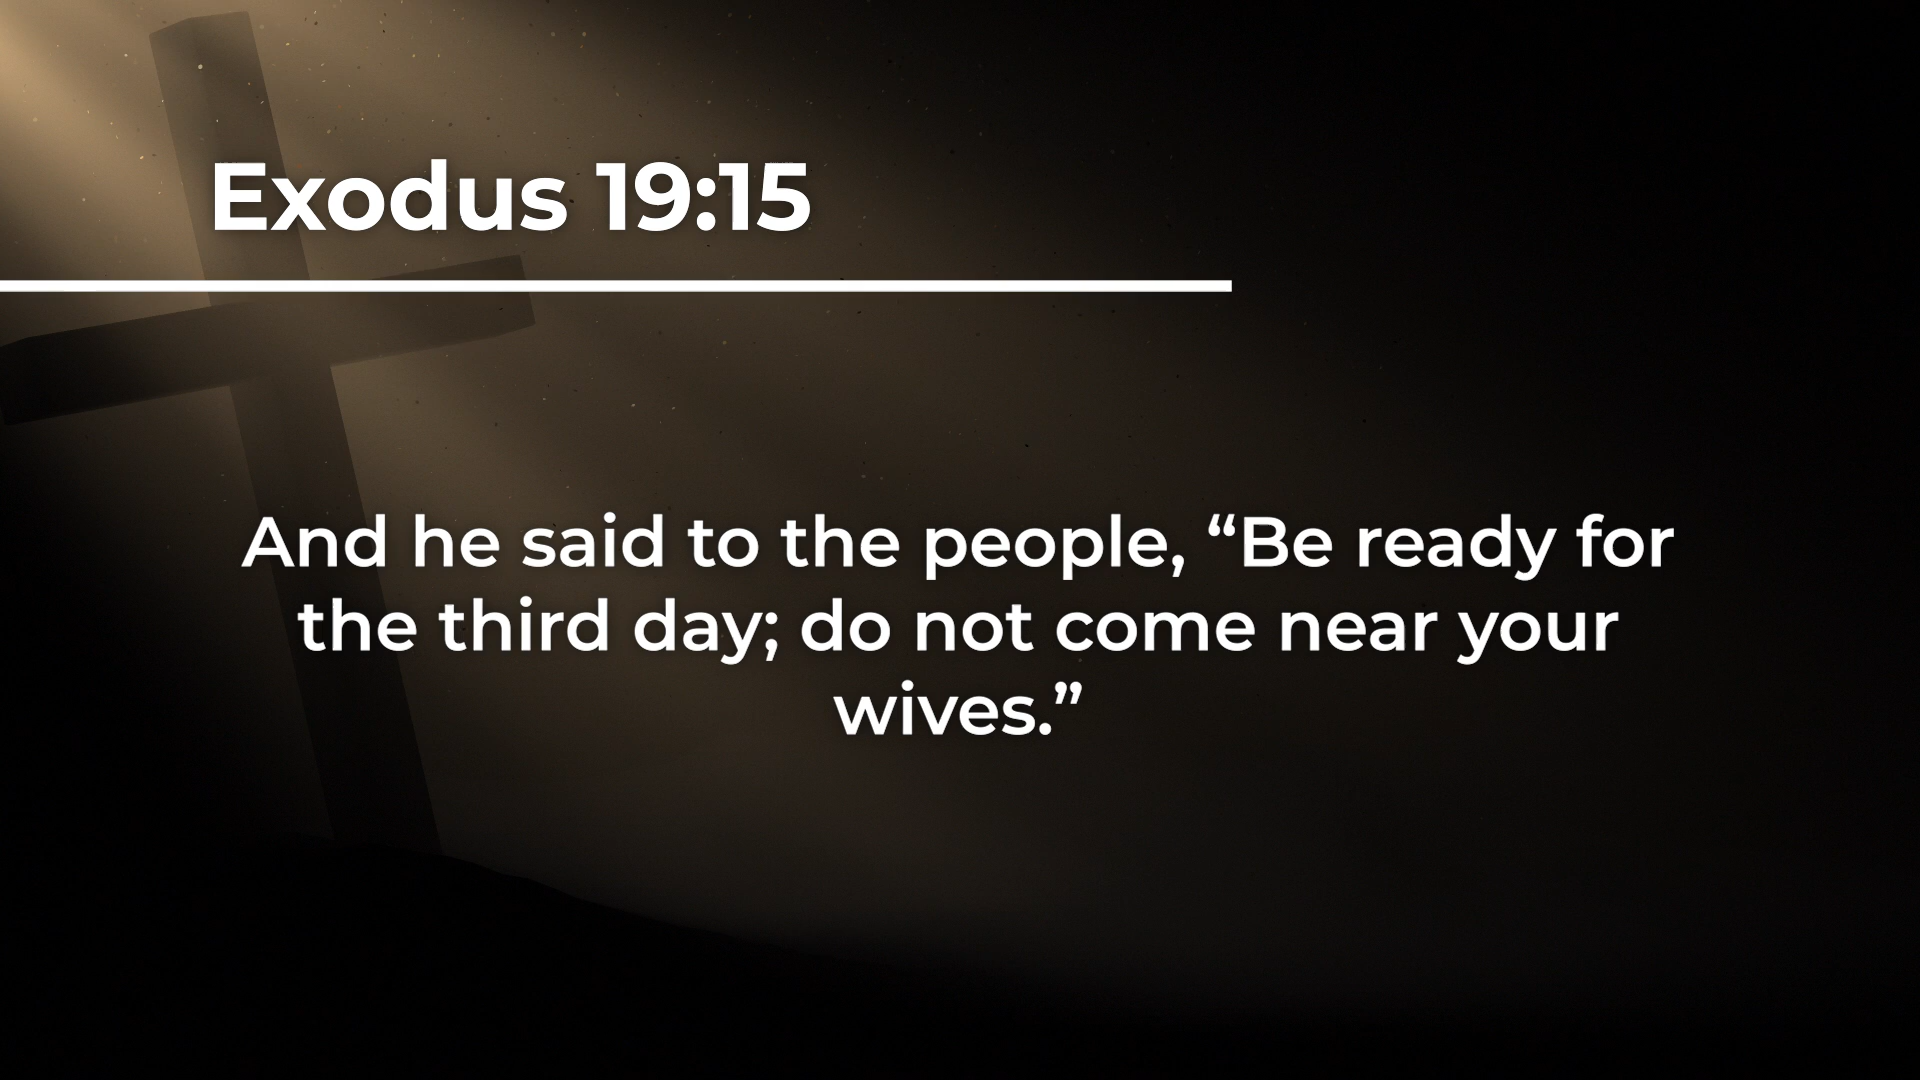 Exodus 19:15
And he said to the people, “Be ready for
the third day; do not come near your
wives.”